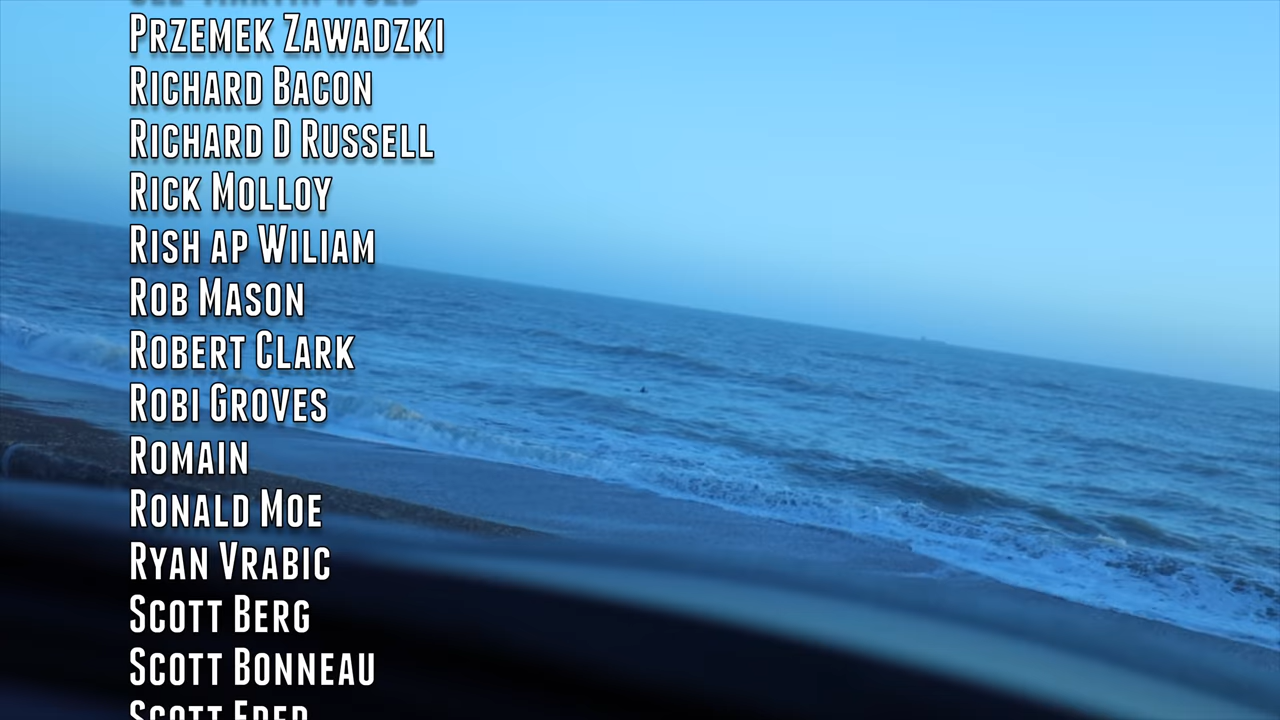 Przemek Zawadzki
Richard Bacon
Richard D Russell
Rick Molloy
Rish ap Wiliam
Rob Mason
Robert Clark
Robi Groves
Romain
Ronald Moe
Ryan Vrabic
Scott Berg
Scott Bonneau
Scott